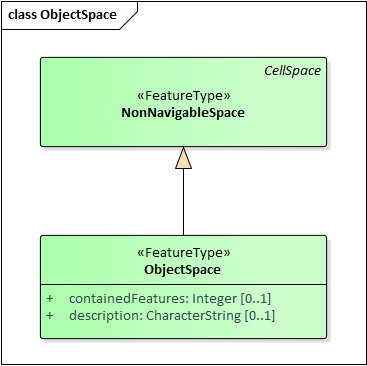 class ObjectSpace
CellSpace
«FeatureType»
NonNavigableSpace
«FeatureType»
ObjectSpace
+ containedFeatures: Integer [0..1]
+ description: CharacterString [0..1]